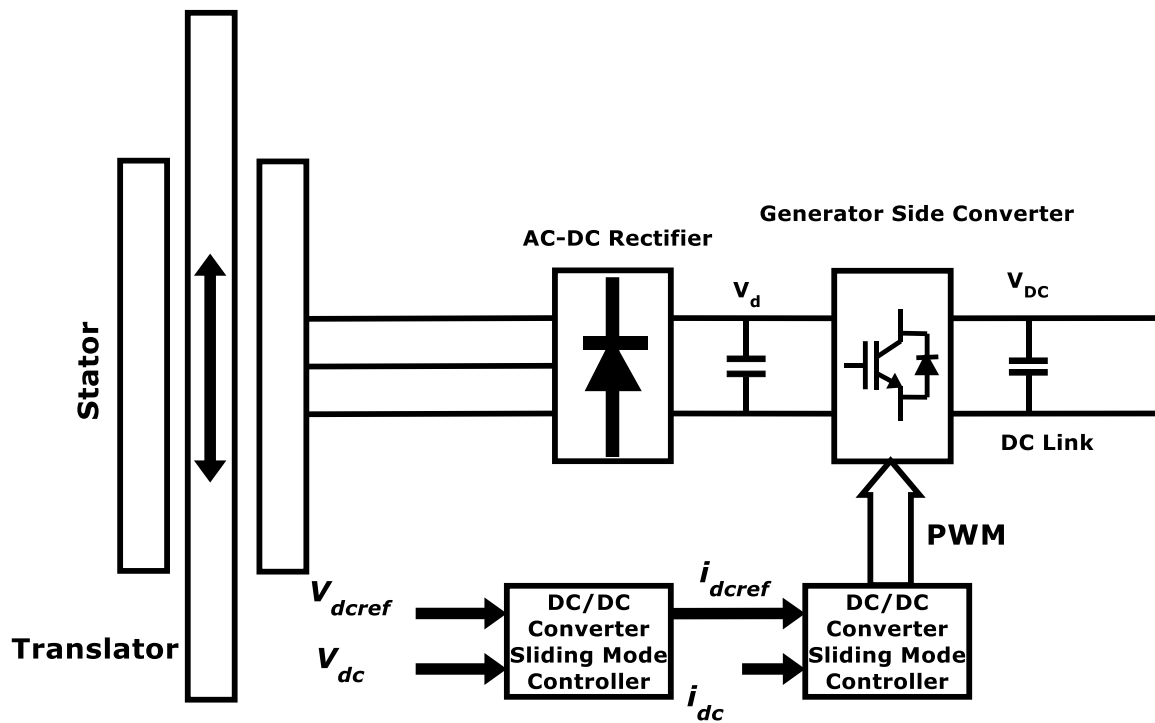 Generator Side Converter
AC-DC Rectifier
V_d
V_DC
Stator
DC Link
PWM
V_dcref
i_dcref
DC/DC
Converter
Sliding Mode
Controller
DC/DC
Converter
Sliding Mode
Controller
Translator
V_dc
i_dc